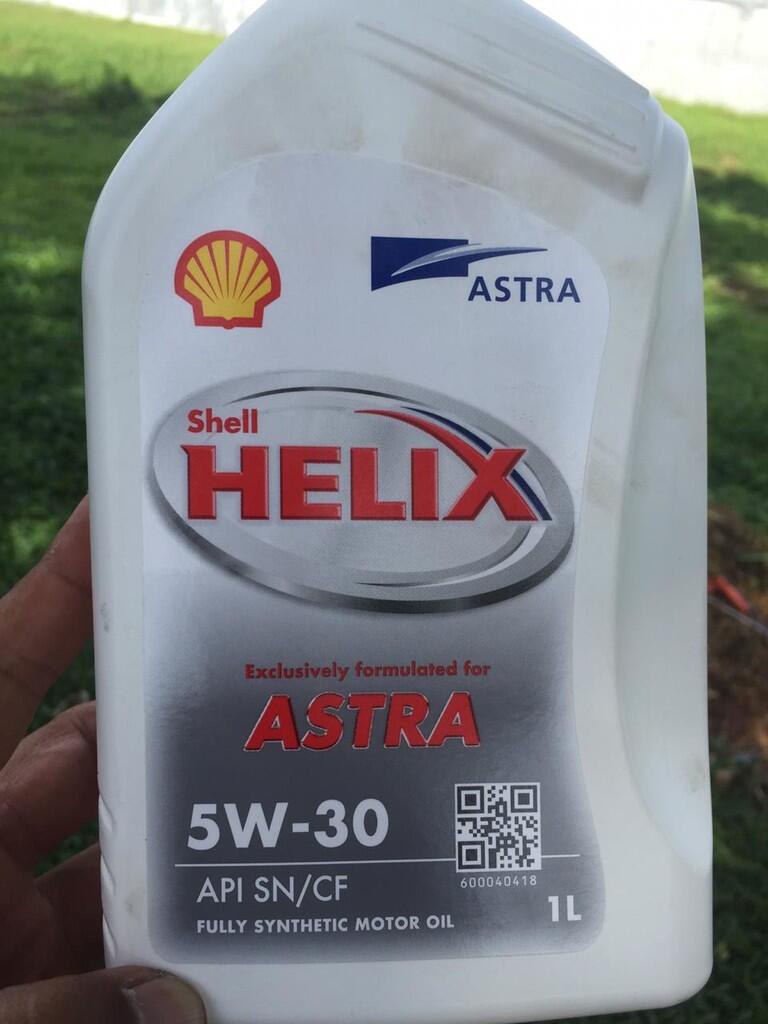 ASTRA
Shell
HELIX
Exclusively formulated for
ASTRA
5W-30
600040418
API SN/CF
FULLY SYNTHETIC MOTOR OIL
1L